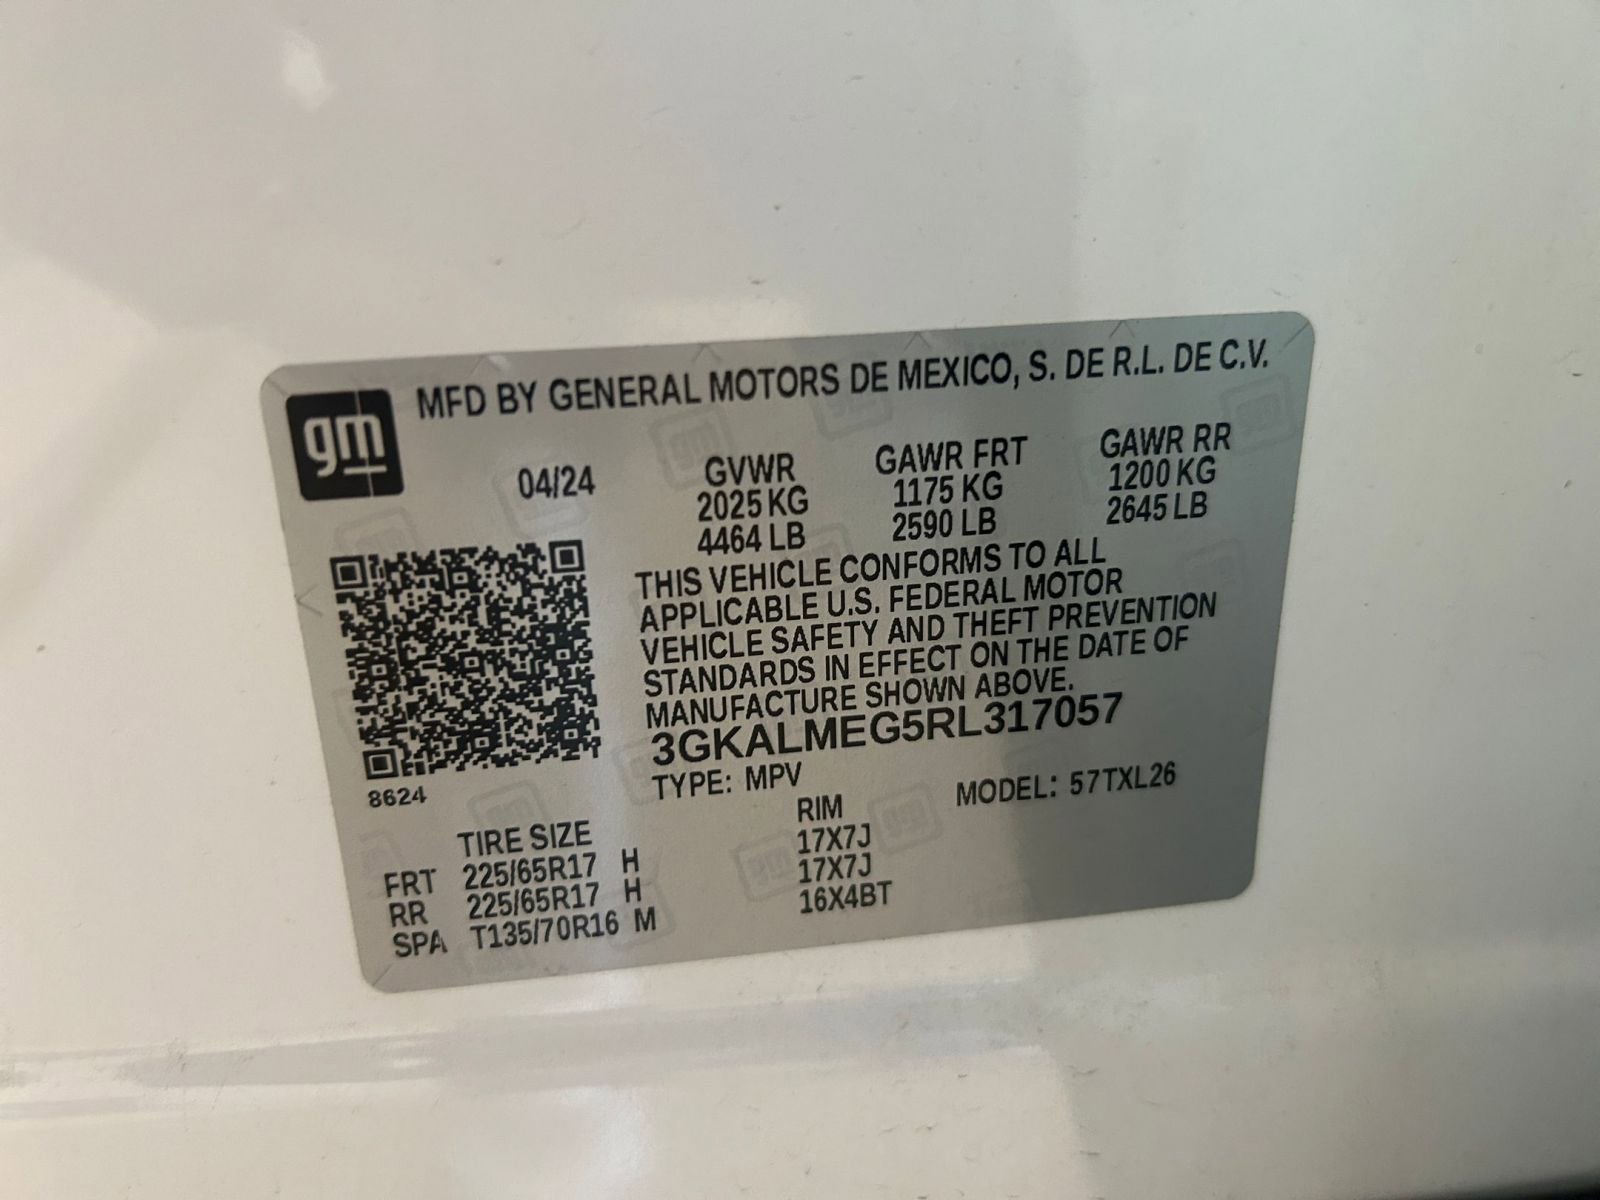 gm
MFD BY GENERAL MOTORS DE MEXICO, S. DE R.L. DE C.V.
04/24
GVWR GAWR FRT GAWR RR
2025 KG 1175 KG 1200 KG
4464 LB 2590 LB 2645 LB
THIS VEHICLE CONFORMS TO ALL
APPLICABLE U.S. FEDERAL MOTOR
VEHICLE SAFETY AND THEFT PREVENTION
STANDARDS IN EFFECT ON THE DATE OF
MANUFACTURE SHOWN ABOVE.
3GKALMEG5RL317057
8624
TYPE: MPV MODEL: 57TXL26
TIRE SIZE RIM
FRT 225/65R17 H 17X7J
RR 225/65R17 H 17X7J
SPA T135/70R16 M 16X4BT